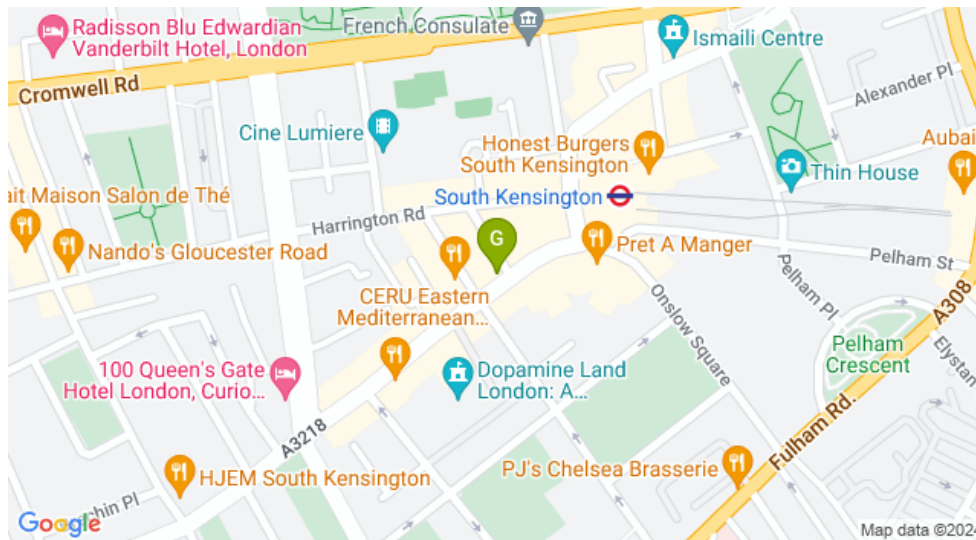 Radisson Blu Edwardian
Vanderbilt Hotel, London
French Consulate
Ismaili Centre
Cromwell Rd
Alexander Pl
Cine Lumiere
Honest Burgers
South Kensington
Aubai
Thin House
ait Maison Salon de Thé
South Kensington
Harrington Rd
G
Nando's Gloucester Road
Pret A Manger
Pelham St
CERU Eastern
Mediterranean...
Pelham Pl
A308
Onslow Square
Elystan
Pelham
Crescent
100 Queen's Gate
Hotel London, Curio...
Dopamine Land
London: A...
A3218
Fulham Rd.
HJEM South Kensington
PJ's Chelsea Brasserie
chin Pl
Google
Map data ©2024